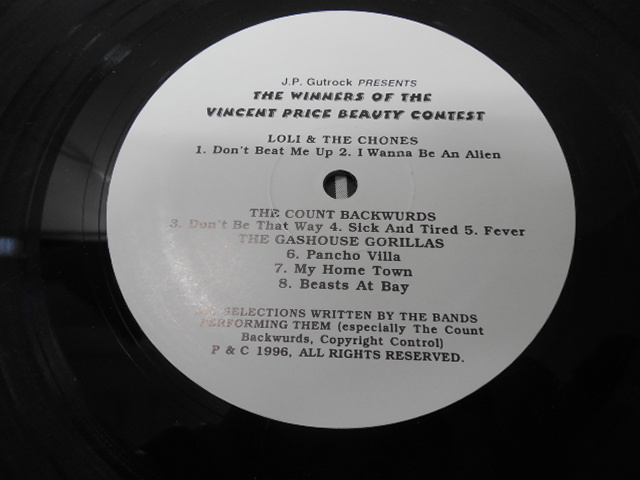 J.P. Gutrock PRESENTS
THE WINNERS OF THE
VINCENT PRICE BEAUTY CONTEST
LOLI & THE CHONES
1. Don't Beat Me Up 2. I Wanna Be An Alien
THE COUNT BACKWURDS
3. Don't Be That Way 4. Sick And Tired 5. Fever
THE GASHOUSE GORILLAS
6. Pancho Villa
7. My Home Town
8. Beasts At Bay
SELECTIONS WRITTEN BY THE BANDS
PERFORMING THEM (especially The Count
Backwurds, Copyright Control)
P & C 1996, ALL RIGHTS RESERVED.